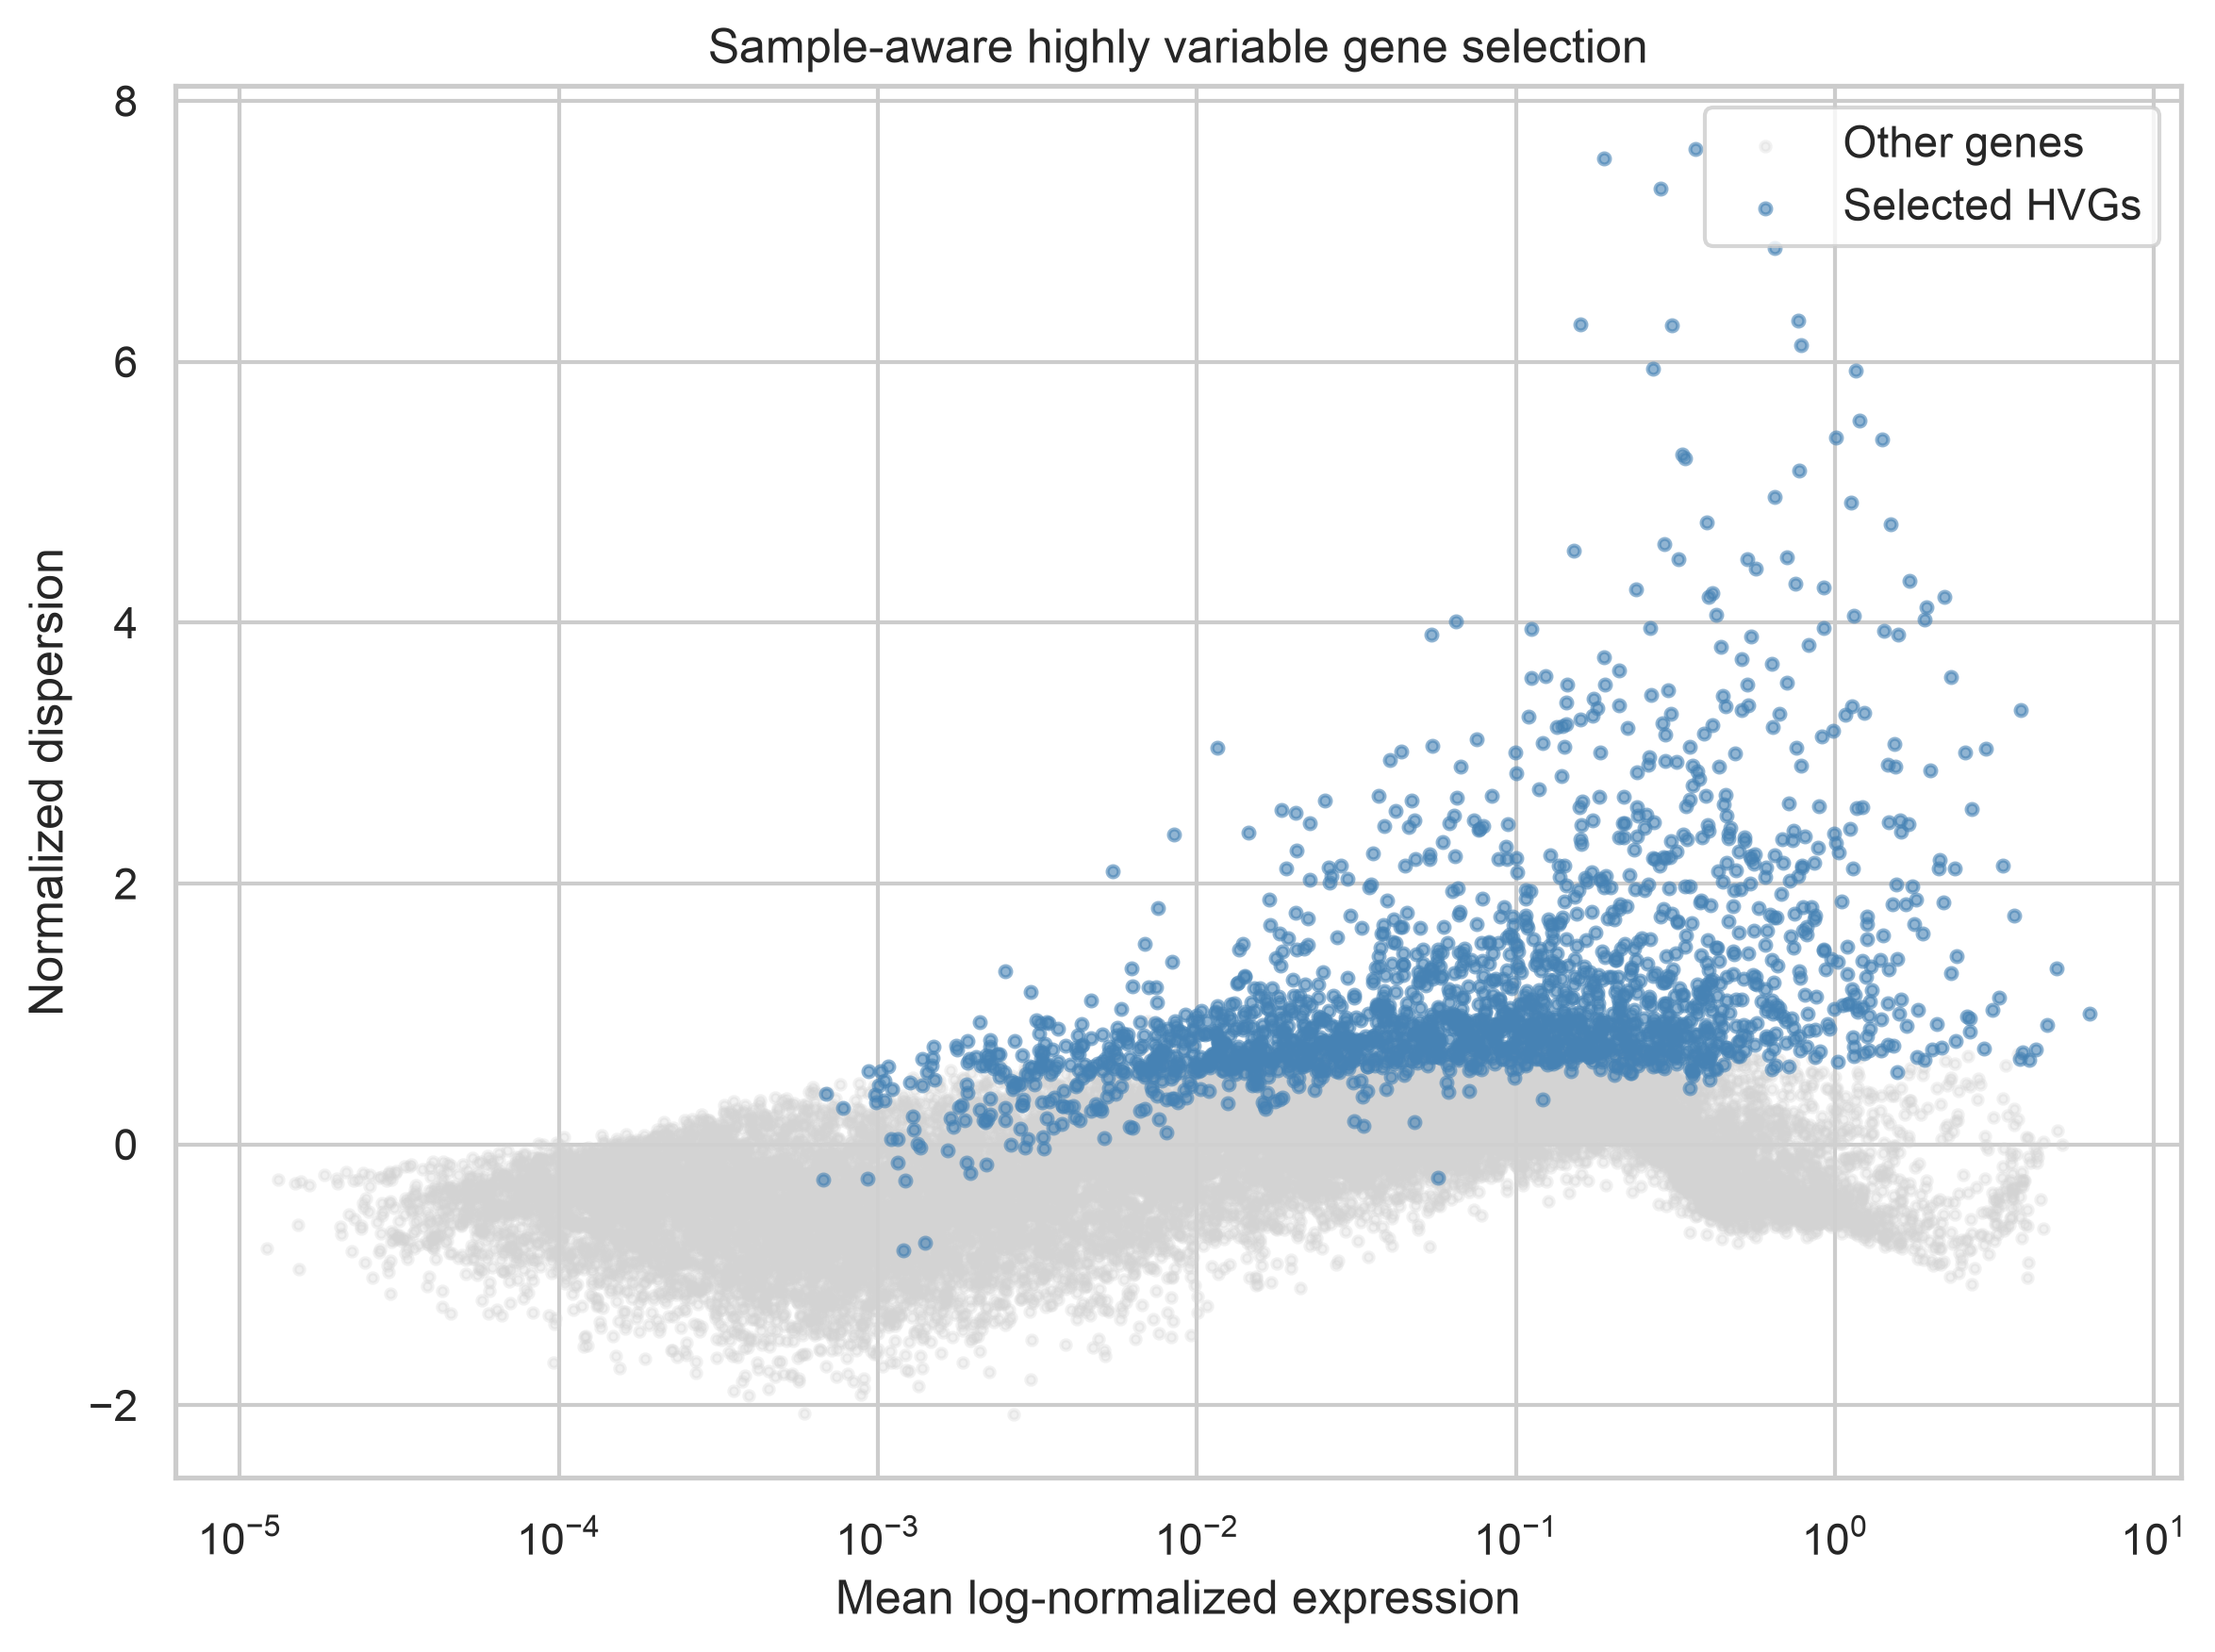 Sample-aware highly variable gene selection
Other genes
Selected HVGs
8
6
4
2
0
−2
Normalized dispersion
10⁻⁵ 10⁻⁴ 10⁻³ 10⁻² 10⁻¹ 10⁰ 10¹
Mean log-normalized expression